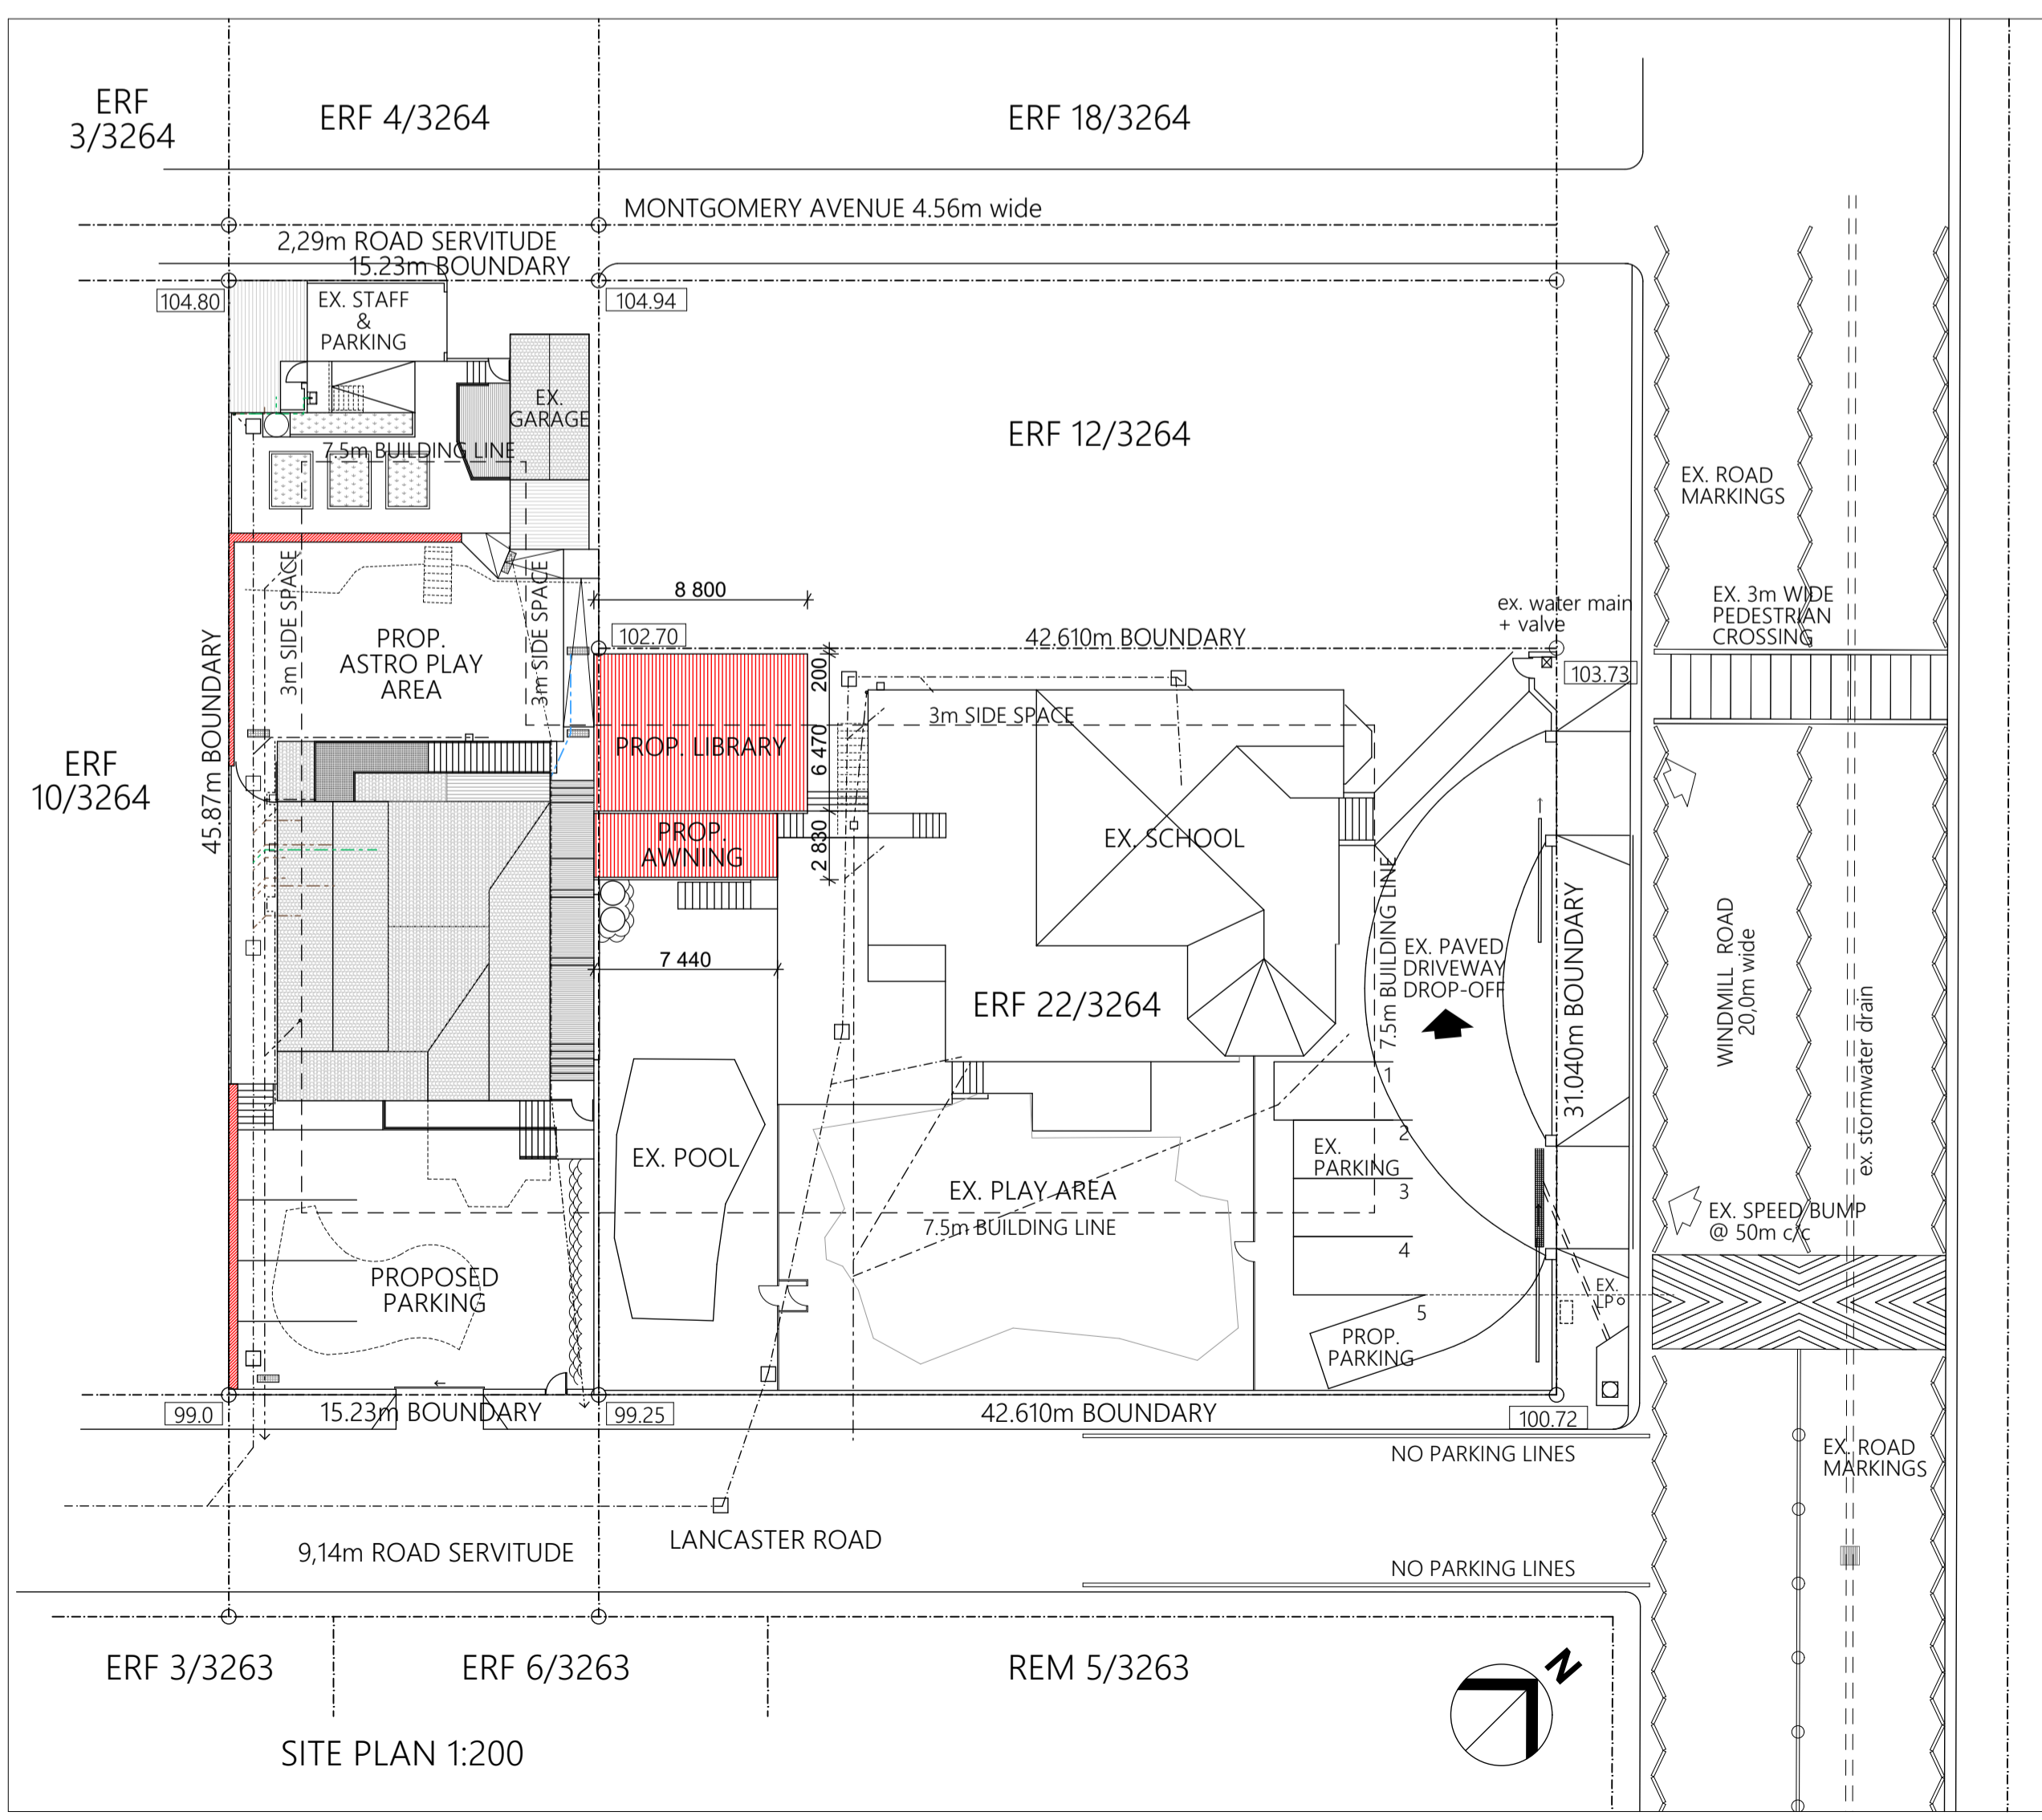 ERF
3/3264
ERF 4/3264
ERF 18/3264
MONTGOMERY AVENUE 4.56m wide
2,29m ROAD SERVITUDE
15.23m BOUNDARY
104.80
EX. STAFF
&
PARKING
104.94
EX.
GARAGE
ERF 12/3264
7.5m BUILDING LINE
EX. ROAD
MARKINGS
3m SIDE SPACE
3m SIDE SPACE
8 800
EX. 3m WIDE
PEDESTRIAN
CROSSING
ex. water main
+ valve
102.70
42.610m BOUNDARY
PROP.
ASTRO PLAY
AREA
45.87m BOUNDARY
200
103.73
3m SIDE SPACE
PROP. LIBRARY
6 470
ERF
10/3264
PROP.
AWNING
2 830
EX. SCHOOL
7.5m BUILDING LINE
31.040m BOUNDARY
WINDMILL ROAD
20,0m wide
ex. stormwater drain
7 440
EX. PAVED
DRIVEWAY
DROP-OFF
ERF 22/3264
1
2
EX.
PARKING
3
4
5
EX. POOL
EX. PLAY AREA
7.5m BUILDING LINE
EX. SPEED BUMP
@ 50m c/c
PROPOSED
PARKING
EX.
LP
PROP.
PARKING
99.0
15.23m BOUNDARY
99.25
42.610m BOUNDARY
100.72
NO PARKING LINES
EX. ROAD
MARKINGS
LANCASTER ROAD
9,14m ROAD SERVITUDE
NO PARKING LINES
ERF 3/3263
ERF 6/3263
REM 5/3263
N
SITE PLAN 1:200